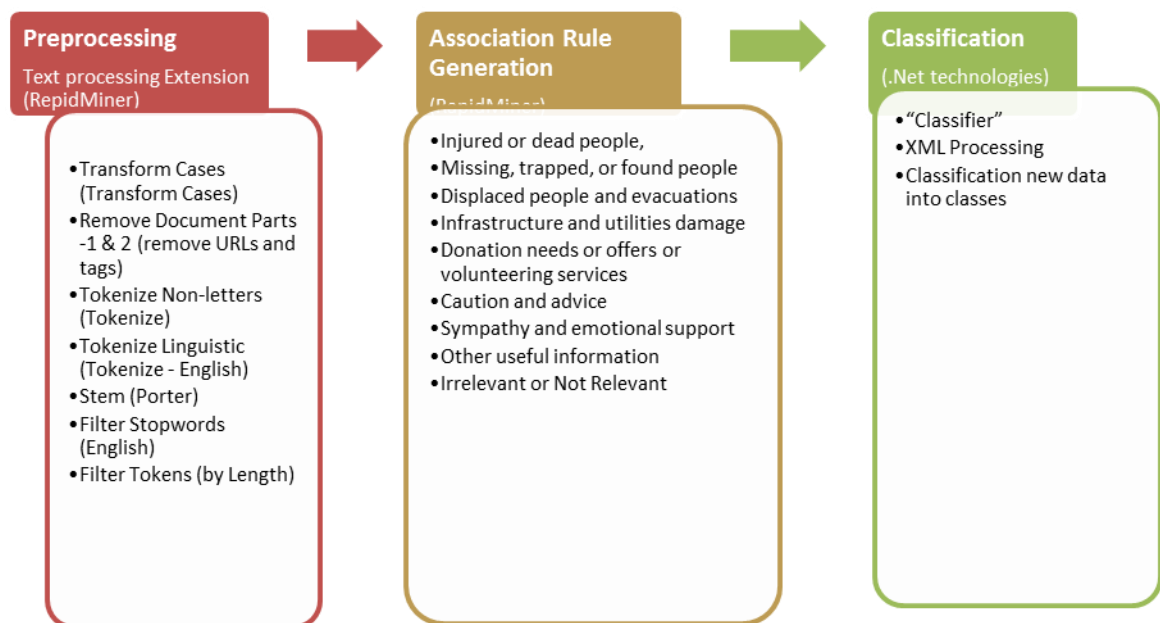 Preprocessing
Text processing Extension
(RepidMiner)
•Transform Cases
(Transform Cases)
•Remove Document Parts
-1 & 2 (remove URLs and
tags)
•Tokenize Non-letters
(Tokenize)
•Tokenize Linguistic
(Tokenize - English)
•Stem (Porter)
•Filter Stopwords
(English)
•Filter Tokens (by Length)
Association Rule
Generation
(RepidMiner)
•Injured or dead people,
•Missing, trapped, or found people
•Displaced people and evacuations
•Infrastructure and utilities damage
•Donation needs or offers or
volunteering services
•Caution and advice
•Sympathy and emotional support
•Other useful information
•Irrelevant or Not Relevant
Classification
(.Net technologies)
•“Classifier”
•XML Processing
•Classification new data
into classes